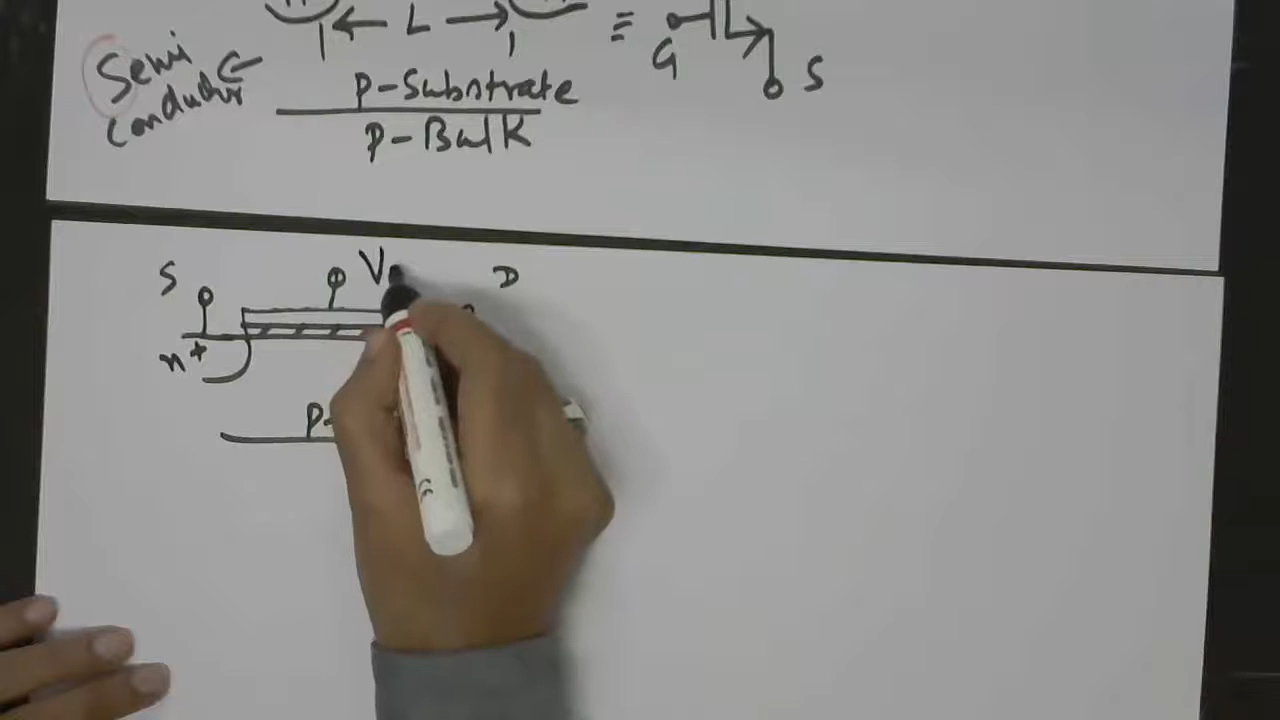 ← L →
Semi
conductor ←
≡ G S
p-Substrate
p-Bulk
S V D
n+
p-